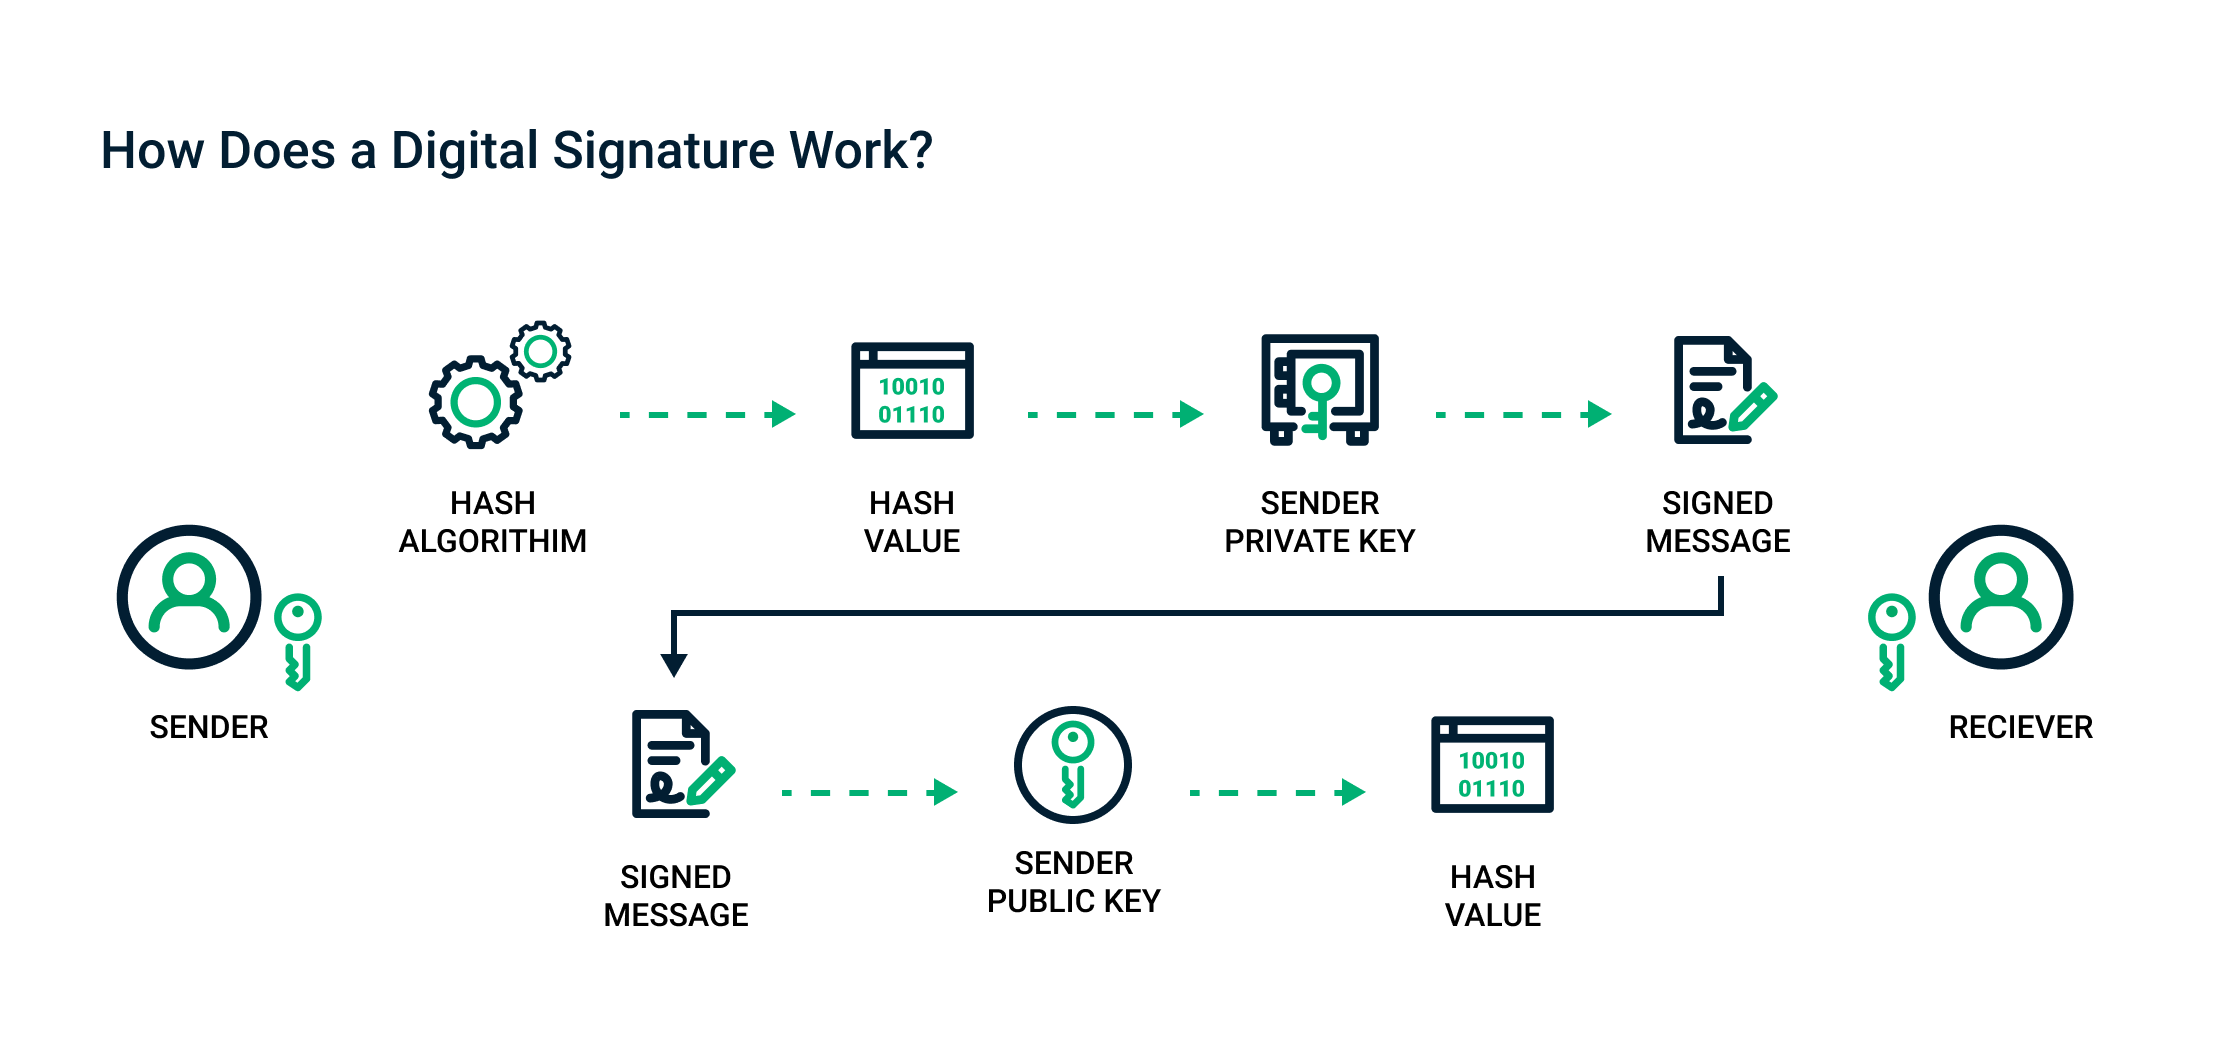 How Does a Digital Signature Work?
10010
01110
HASH
ALGORITHIM
HASH
VALUE
SENDER
PRIVATE KEY
SIGNED
MESSAGE
SENDER
RECIEVER
10010
01110
SIGNED
MESSAGE
SENDER
PUBLIC KEY
HASH
VALUE